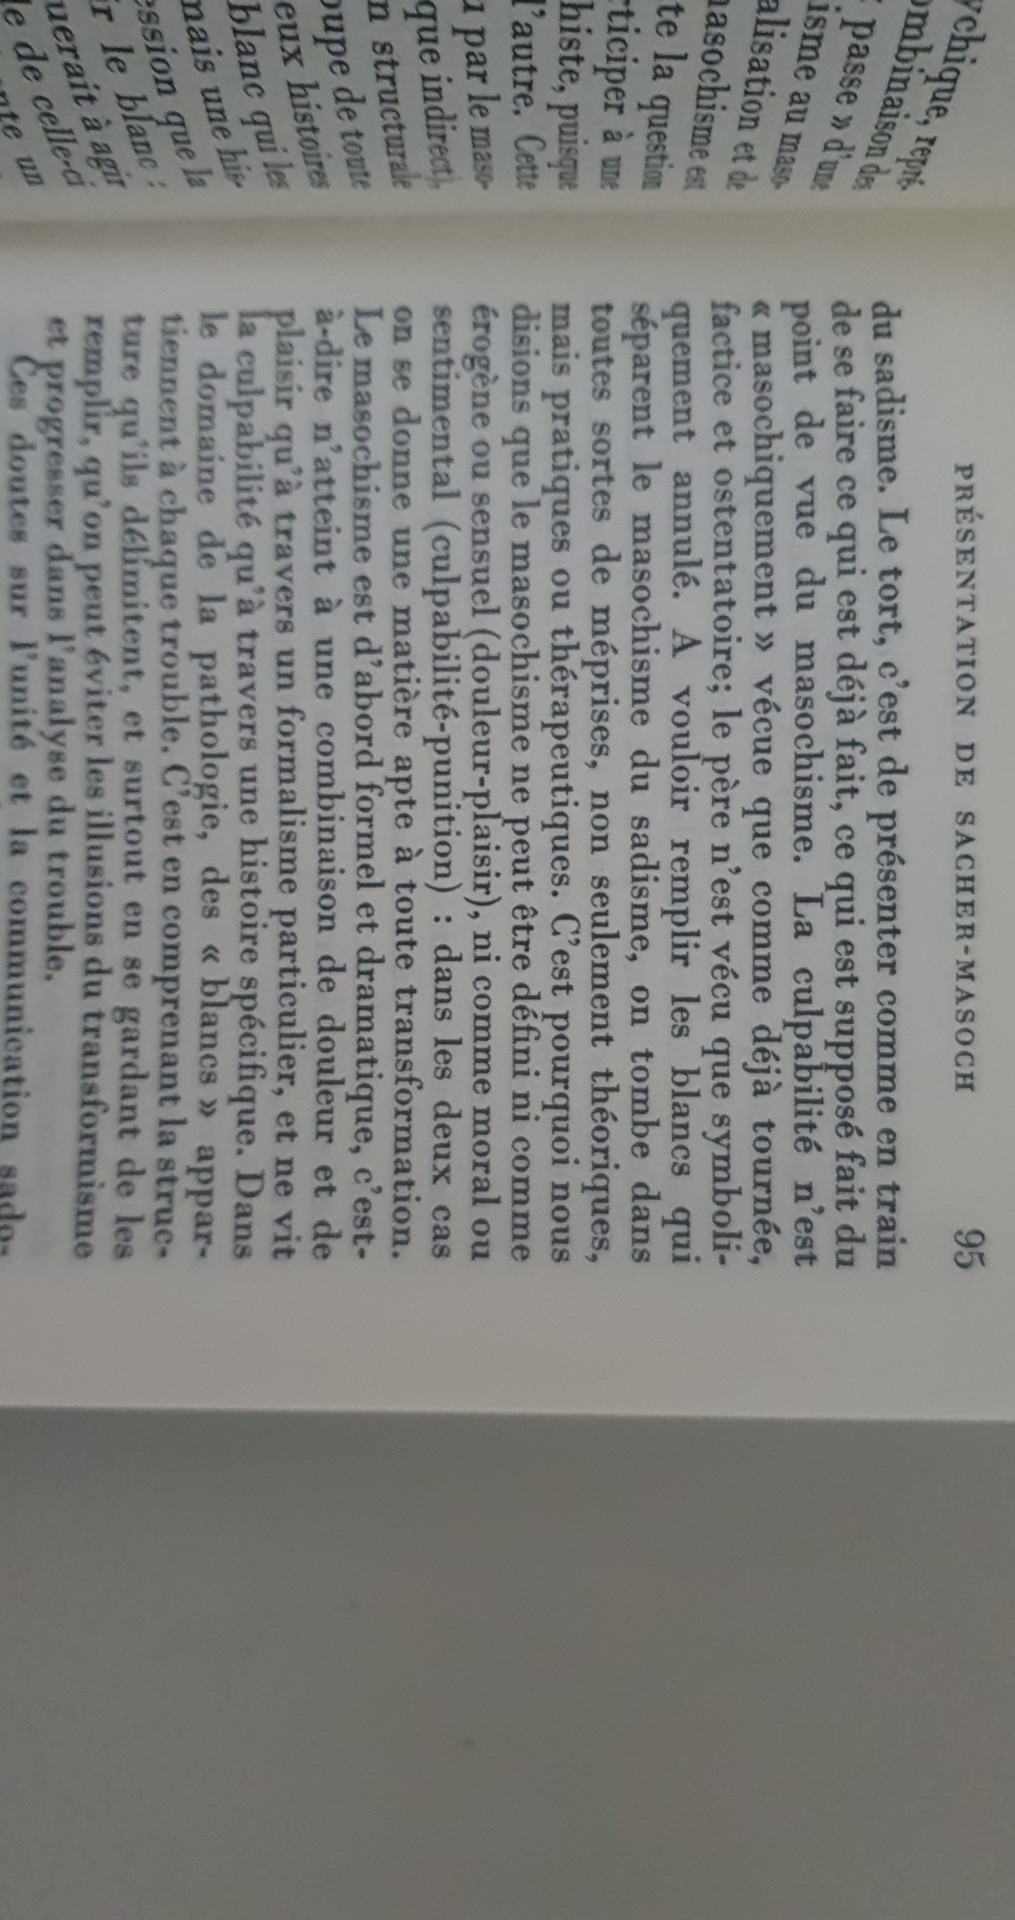 ychique, repré-
ombinaison des
passe » d'une
isme au maso-
alisation et de
masochisme est
te la question
rticiper à une
histe, puisque
l'autre. Cette
u par le maso-
que indirect),
n structurale
oupe de toute
eux histoires
blanc qui les
mais une his-
ession que la
ir le blanc :
uerait à agir
le de celle-ci
un
PRÉSENTATION DE SACHER-MASOCH 95
du sadisme. Le tort, c'est de présenter comme en train
de se faire ce qui est déjà fait, ce qui est supposé fait du
point de vue du masochisme. La culpabilité n'est
« masochiquement » vécue que comme déjà tournée,
factice et ostentatoire; le père n'est vécu que symboli-
quement annulé. A vouloir remplir les blancs qui
séparent le masochisme du sadisme, on tombe dans
toutes sortes de méprises, non seulement théoriques,
mais pratiques ou thérapeutiques. C'est pourquoi nous
disions que le masochisme ne peut être défini ni comme
érogène ou sensuel (douleur-plaisir), ni comme moral ou
sentimental (culpabilité-punition) : dans les deux cas
on se donne une matière apte à toute transformation.
Le masochisme est d'abord formel et dramatique, c'est-
à-dire n'atteint à une combinaison de douleur et de
plaisir qu'à travers un formalisme particulier, et ne vit
la culpabilité qu'à travers une histoire spécifique. Dans
le domaine de la pathologie, des « blancs » appar-
tiennent à chaque trouble. C'est en comprenant la struc-
ture qu'ils délimitent, et surtout en se gardant de les
remplir, qu'on peut éviter les illusions du transformisme
et progresser dans l'analyse du trouble.
Ces doutes sur l'unité et la communication sado-